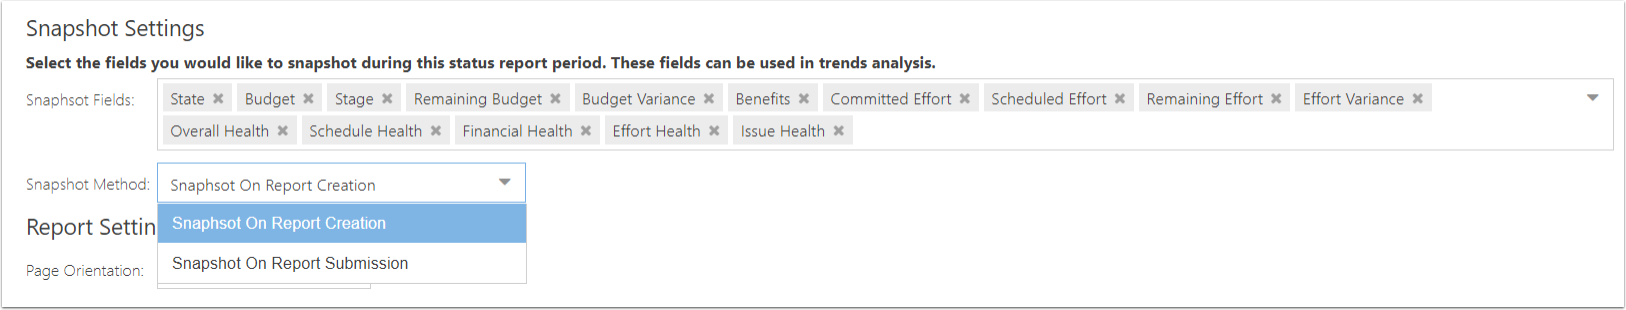 Snapshot Settings
Select the fields you would like to snapshot during this status report period. These fields can be used in trends analysis.
Snaphsot Fields: State Budget Stage Remaining Budget Budget Variance Benefits Committed Effort Scheduled Effort Remaining Effort Effort Variance
Overall Health Schedule Health Financial Health Effort Health Issue Health
Snapshot Method: Snaphsot On Report Creation
Snaphsot On Report Creation
Report Settin
Snapshot On Report Submission
Page Orientation: